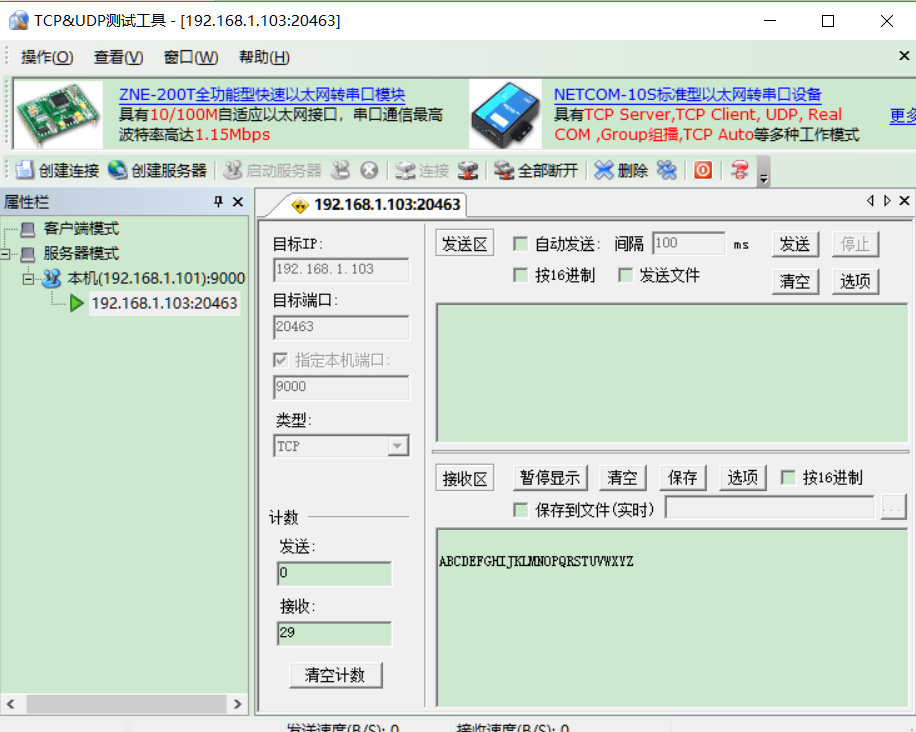 TCP&UDP测试工具 - [192.168.1.103:20463]
操作(O) 查看(V) 窗口(W) 帮助(H)
ZNE-200T全功能型快速以太网转串口模块
具有10/100M自适应以太网接口，串口通信最高
波特率高达1.15Mbps
NETCOM-10S标准型以太网转串口设备
具有TCP Server,TCP Client, UDP, Real
COM ,Group组播,TCP Auto等多种工作模式
更多
创建连接 创建服务器 启动服务器 连接 全部断开 删除
属性栏
客户端模式
服务器模式
本机(192.168.1.101):9000
192.168.1.103:20463
192.168.1.103:20463
目标IP:
192.168.1.103
目标端口:
20463
指定本机端口:
9000
类型:
TCP
计数
发送:
0
接收:
29
清空计数
发送区 自动发送: 间隔 100 ms 发送 停止
按16进制 发送文件 清空 选项
接收区 暂停显示 清空 保存 选项 按16进制
保存到文件(实时) ...
ABCDEFGHIJKLMNOPQRSTUVWXYZ
发送速度(B/S): 0 接收速度(B/S): 0